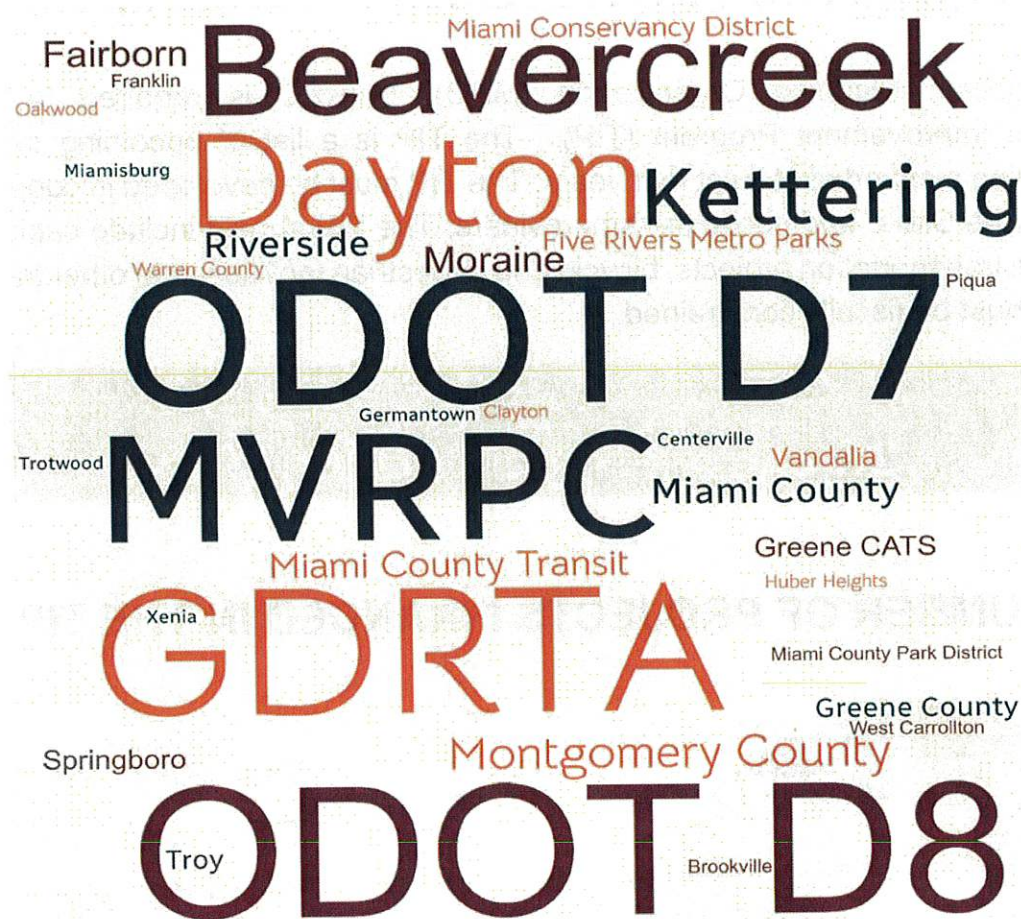 Miami Conservancy District
Fairborn
Beavercreek
Franklin
Oakwood
Dayton
Miamisburg
Kettering
Riverside
Five Rivers Metro Parks
Moraine
Warren County
Piqua
ODOT D7
Germantown
Clayton
Centerville
Trotwood
MVRPC
Vandalia
Miami County
Greene CATS
Miami County Transit
Huber Heights
Xenia
GDRTA
Miami County Park District
Greene County
West Carrollton
Montgomery County
Springboro
ODOT D8
Troy
Brookville